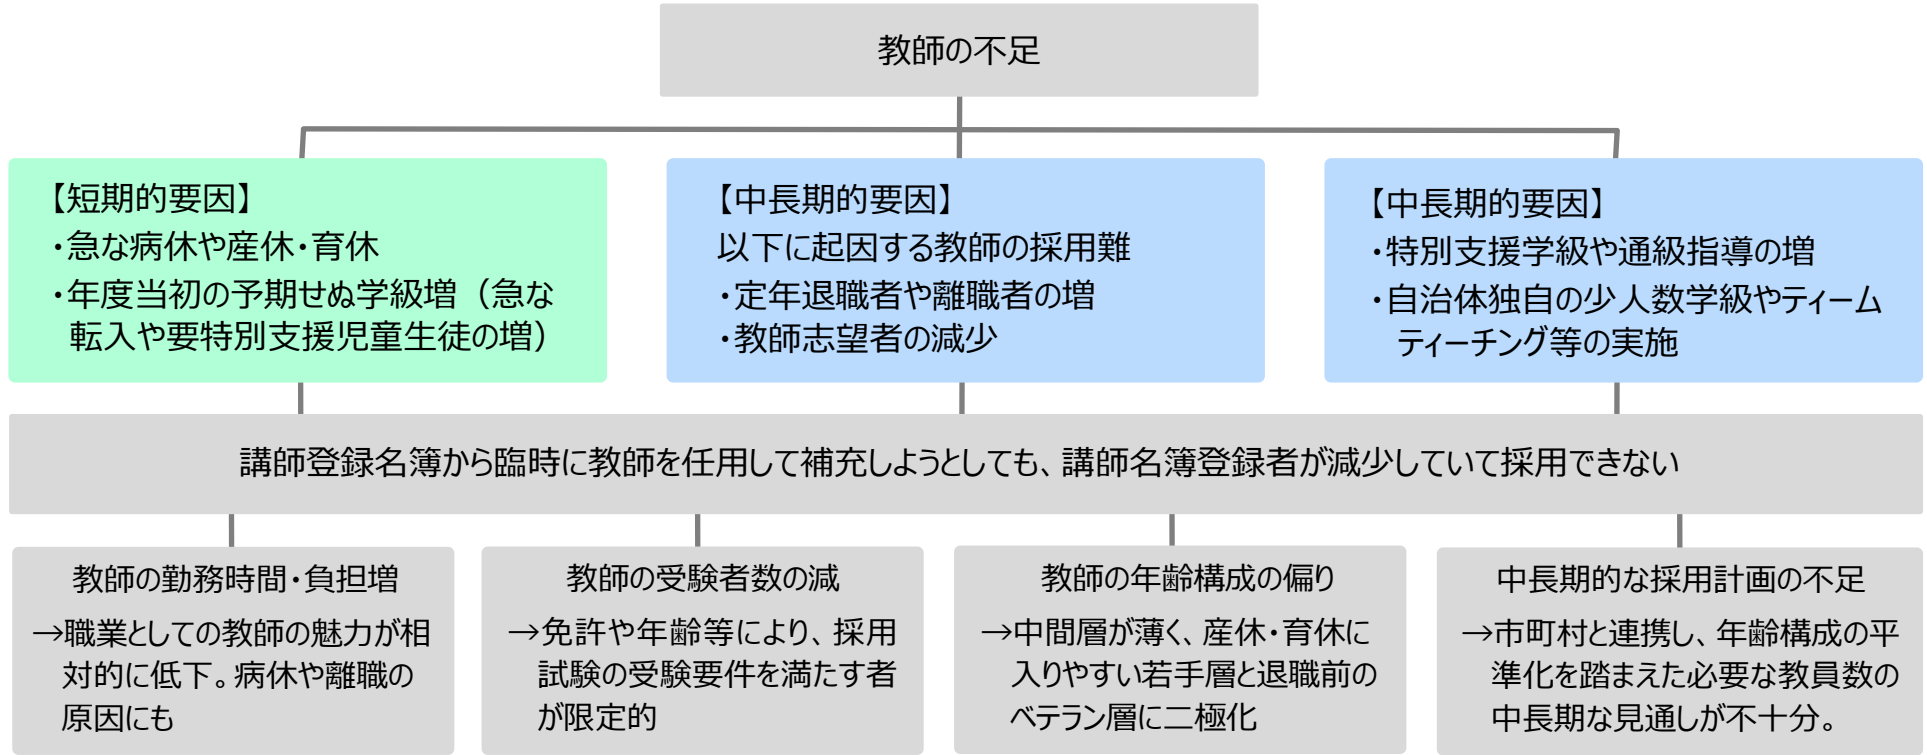 教師の不足
【短期的要因】
・急な病休や産休・育休
・年度当初の予期せぬ学級増（急な
転入や要特別支援児童生徒の増）
【中長期的要因】
以下に起因する教師の採用難
・定年退職者や離職者の増
・教師志望者の減少
【中長期的要因】
・特別支援学級や通級指導の増
・自治体独自の少人数学級やティーム
ティーチング等の実施
講師登録名簿から臨時に教師を任用して補充しようとしても、講師名簿登録者が減少していて採用できない
教師の勤務時間・負担増
→職業としての教師の魅力が相
対的に低下。病休や離職の
原因にも
教師の受験者数の減
→免許や年齢等により、採用
試験の受験要件を満たす者
が限定的
教師の年齢構成の偏り
→中間層が薄く、産休・育休に
入りやすい若手層と退職前の
ベテラン層に二極化
中長期的な採用計画の不足
→市町村と連携し、年齢構成の平
準化を踏まえた必要な教員数の
中長期な見通しが不十分。